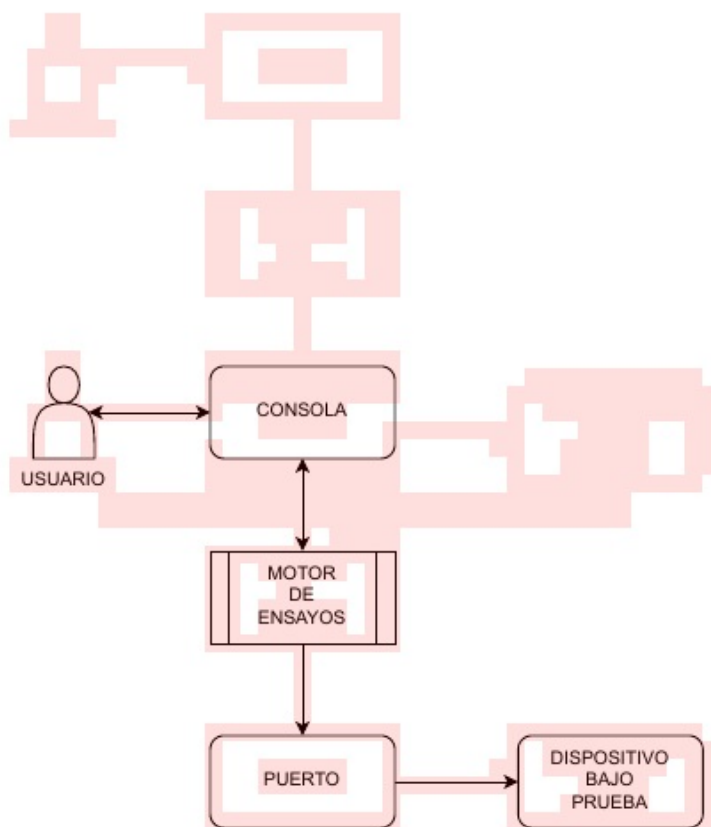 CONSOLA
USUARIO
MOTOR
DE
ENSAYOS
PUERTO
DISPOSITIVO
BAJO
PRUEBA